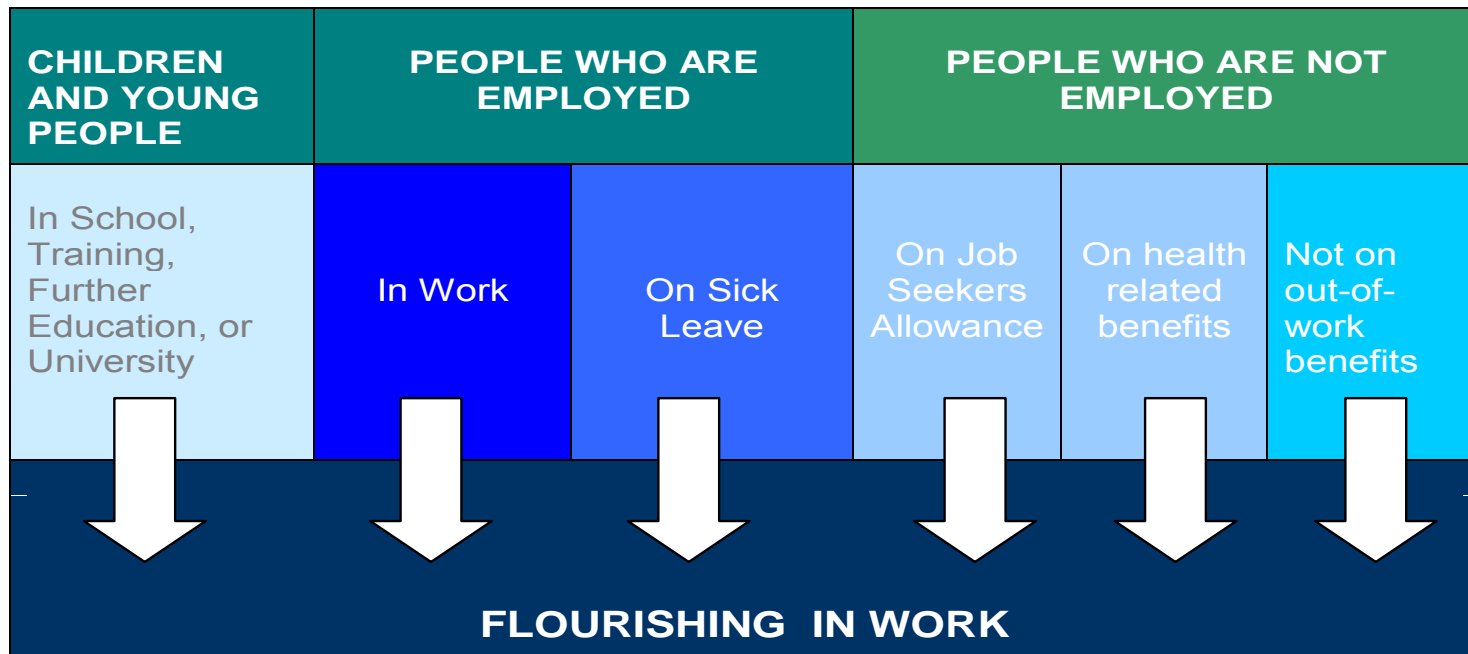 CHILDREN
AND YOUNG
PEOPLE
PEOPLE WHO ARE
EMPLOYED
PEOPLE WHO ARE NOT
EMPLOYED
In School,
Training,
Further
Education, or
University
In Work
On Sick
Leave
On Job
Seekers
Allowance
On health
related
benefits
Not on
out-of-
work
benefits
FLOURISHING IN WORK